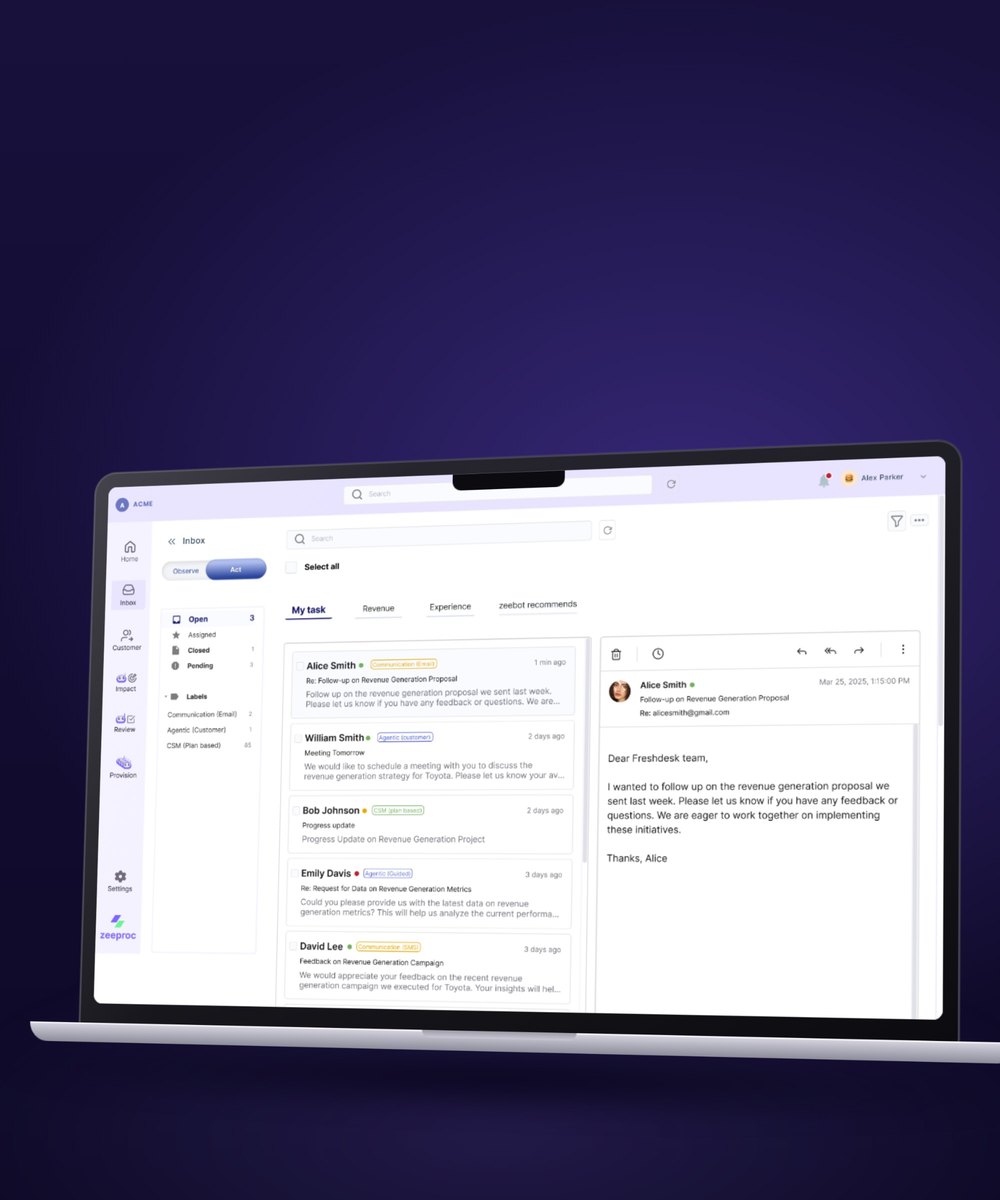 A ACME
Search
Alex Parker
Home
Inbox
Customer
Impact
Review
Provision
Settings
zeeproc
Inbox
Observe
Act
Open 3
Assigned
Closed 1
Pending 3
Labels
Communication (Email) 2
Agentic (Customer) 1
CSM (Plan based)
Search
Select all
My task
Revenue
Experience
zeebot recommends
Alice Smith Communication (Email) 1 min ago
Re: Follow-up on Revenue Generation Proposal
Follow up on the revenue generation proposal we sent last week.
Please let us know if you have any feedback or questions. We are...
William Smith Agentic (customer) 2 days ago
Meeting Tomorrow
We would like to schedule a meeting with you to discuss the
revenue generation strategy for Toyota. Please let us know your av...
Bob Johnson CSM (plan based) 2 days ago
Progress update
Progress Update on Revenue Generation Project
Emily Davis Agentic (Guided) 3 days ago
Re: Request for Data on Revenue Generation Metrics
Could you please provide us with the latest data on revenue
generation metrics? This will help us analyze the current performa...
David Lee Communication (SMS) 3 days ago
Feedback on Revenue Generation Campaign
We would appreciate your feedback on the recent revenue
generation campaign we executed for Toyota. Your insights will hel...
Alice Smith Mar 25, 2025, 1:15:00 PM
Follow-up on Revenue Generation Proposal
Re: alicesmith@gmail.com
Dear Freshdesk team,
I wanted to follow up on the revenue generation proposal we
sent last week. Please let us know if you have any feedback or
questions. We are eager to work together on implementing
these initiatives.
Thanks, Alice